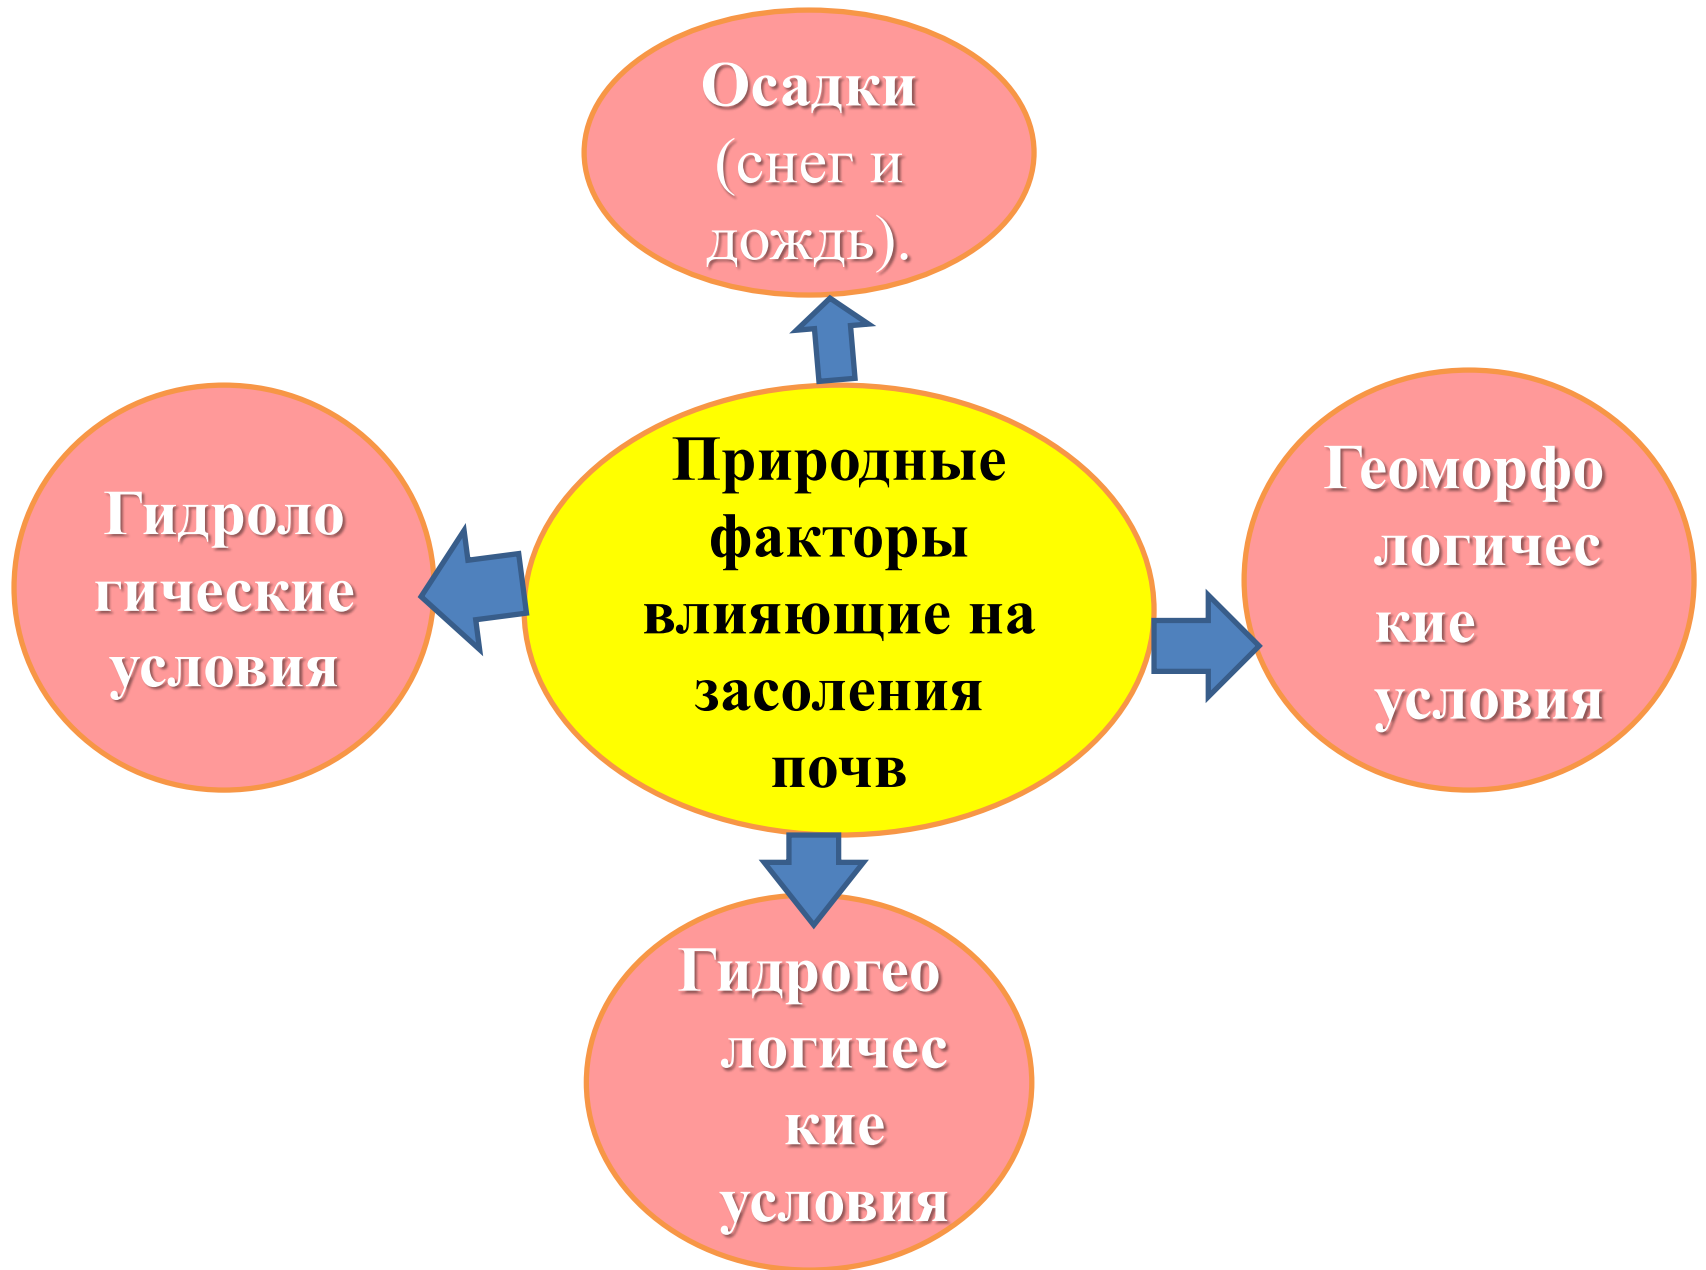 Осадки
(снег и
дождь).
Гидроло
гические
условия
Природные
факторы
влияющие на
засоления
почв
Геоморфо
логичес
кие
условия
Гидрогео
логичес
кие
условия